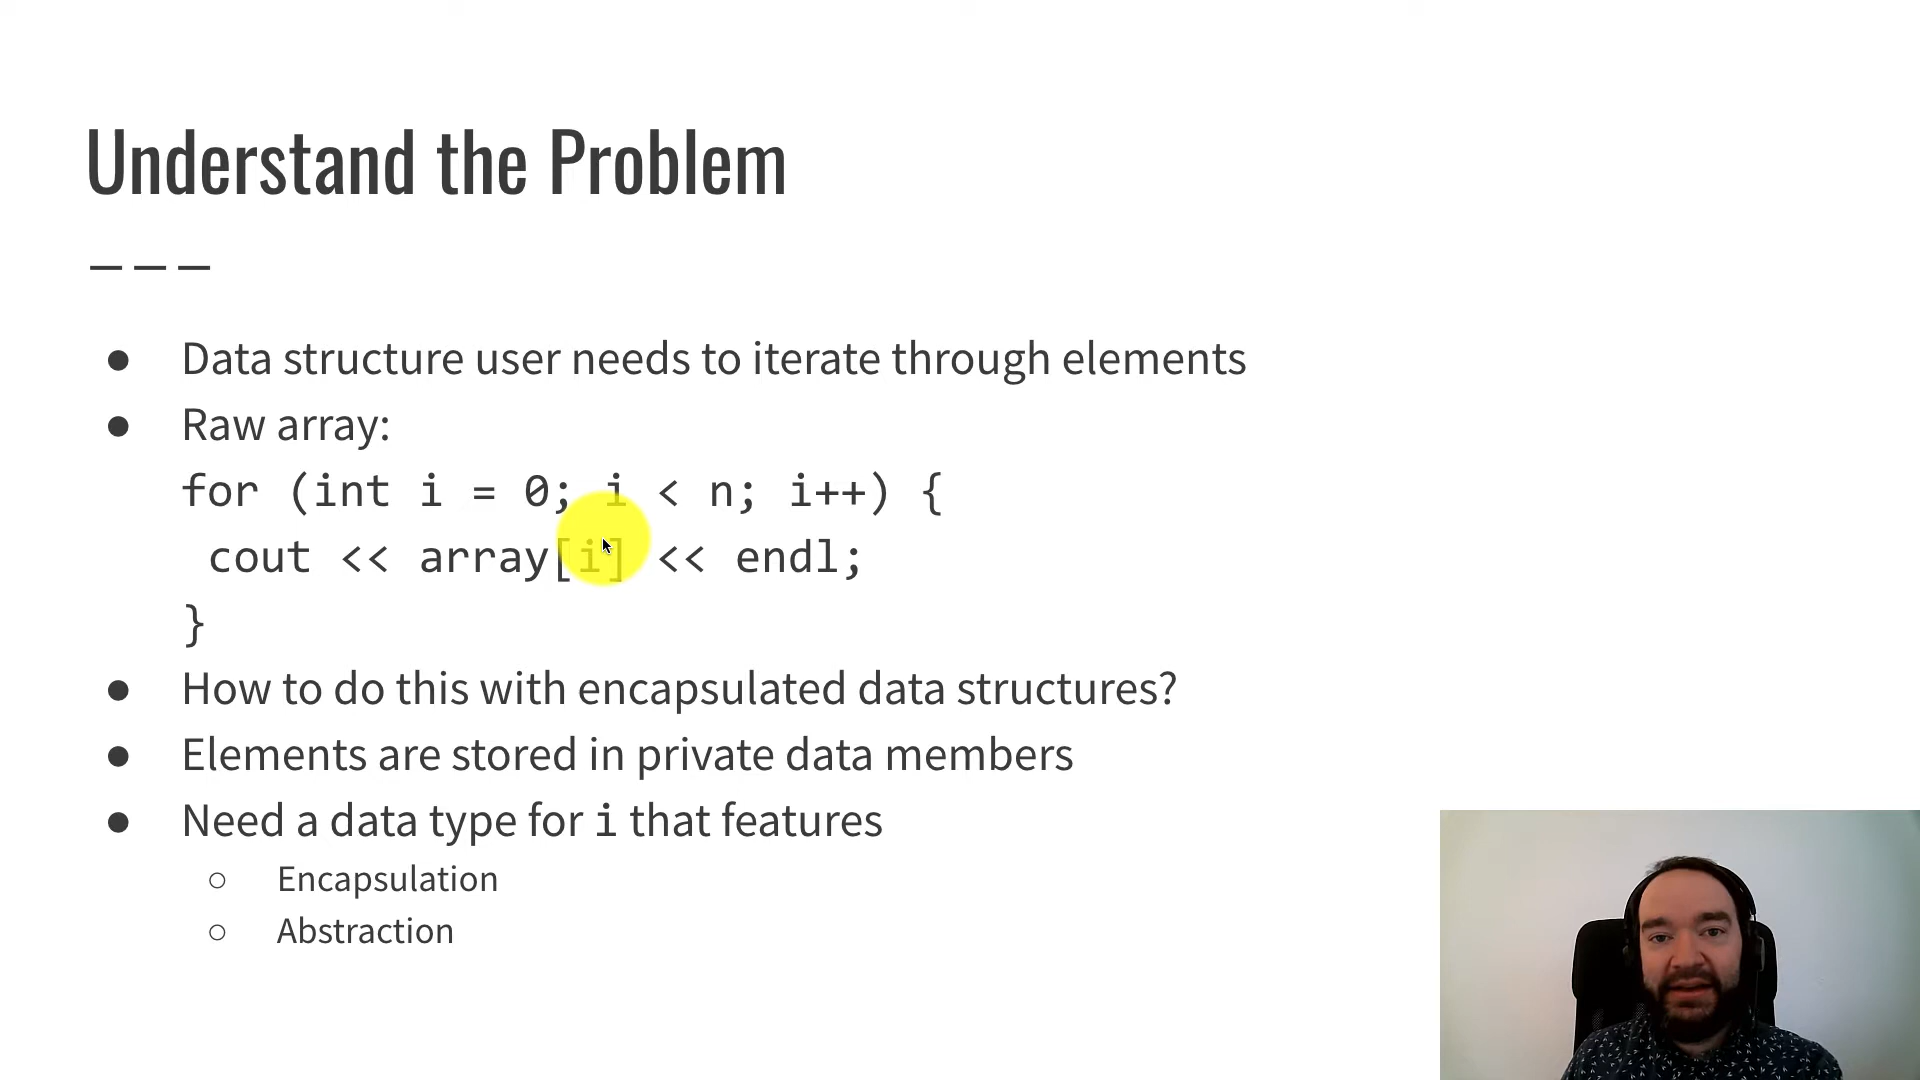 Understand the Problem
● Data structure user needs to iterate through elements
● Raw array:
for (int i = 0; i < n; i++) {
cout << array[i] << endl;
}
● How to do this with encapsulated data structures?
● Elements are stored in private data members
● Need a data type for i that features
○ Encapsulation
○ Abstraction